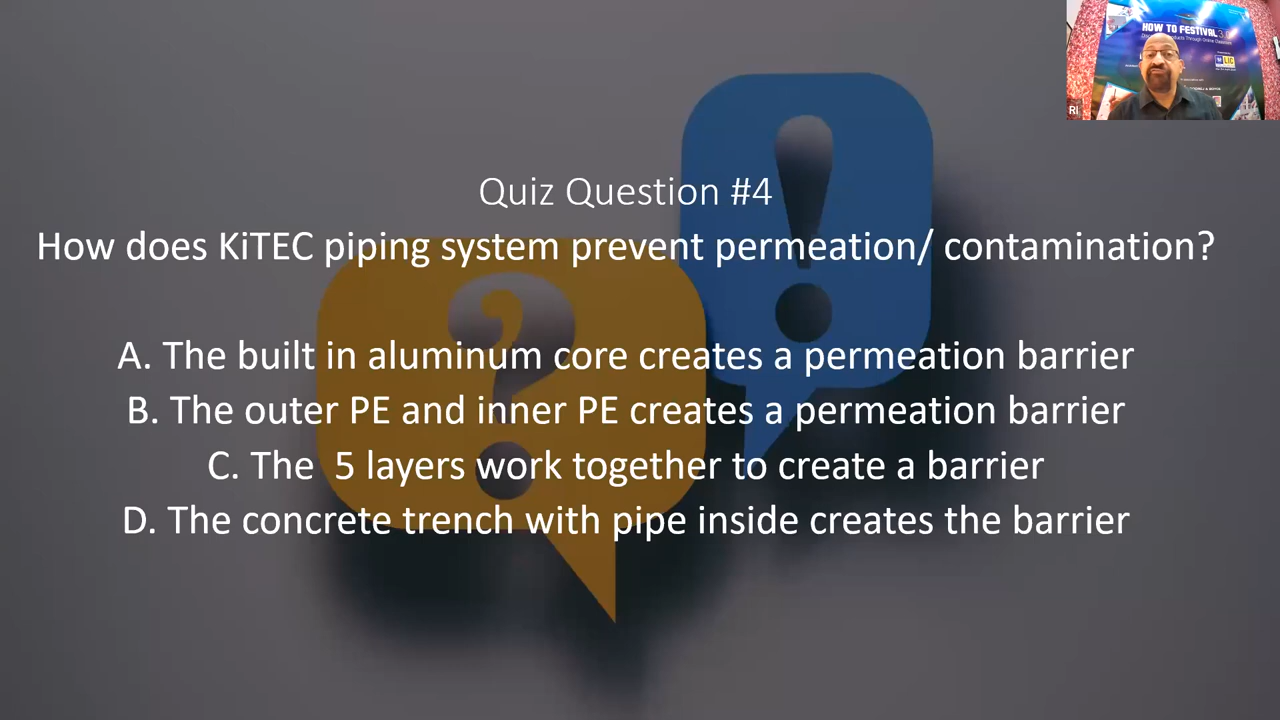 HOW TO FESTIVAL 3.0
LIC
RI
Quiz Question #4
How does KiTEC piping system prevent permeation/ contamination?
A. The built in aluminum core creates a permeation barrier
B. The outer PE and inner PE creates a permeation barrier
C. The  5 layers work together to create a barrier
D. The concrete trench with pipe inside creates the barrier